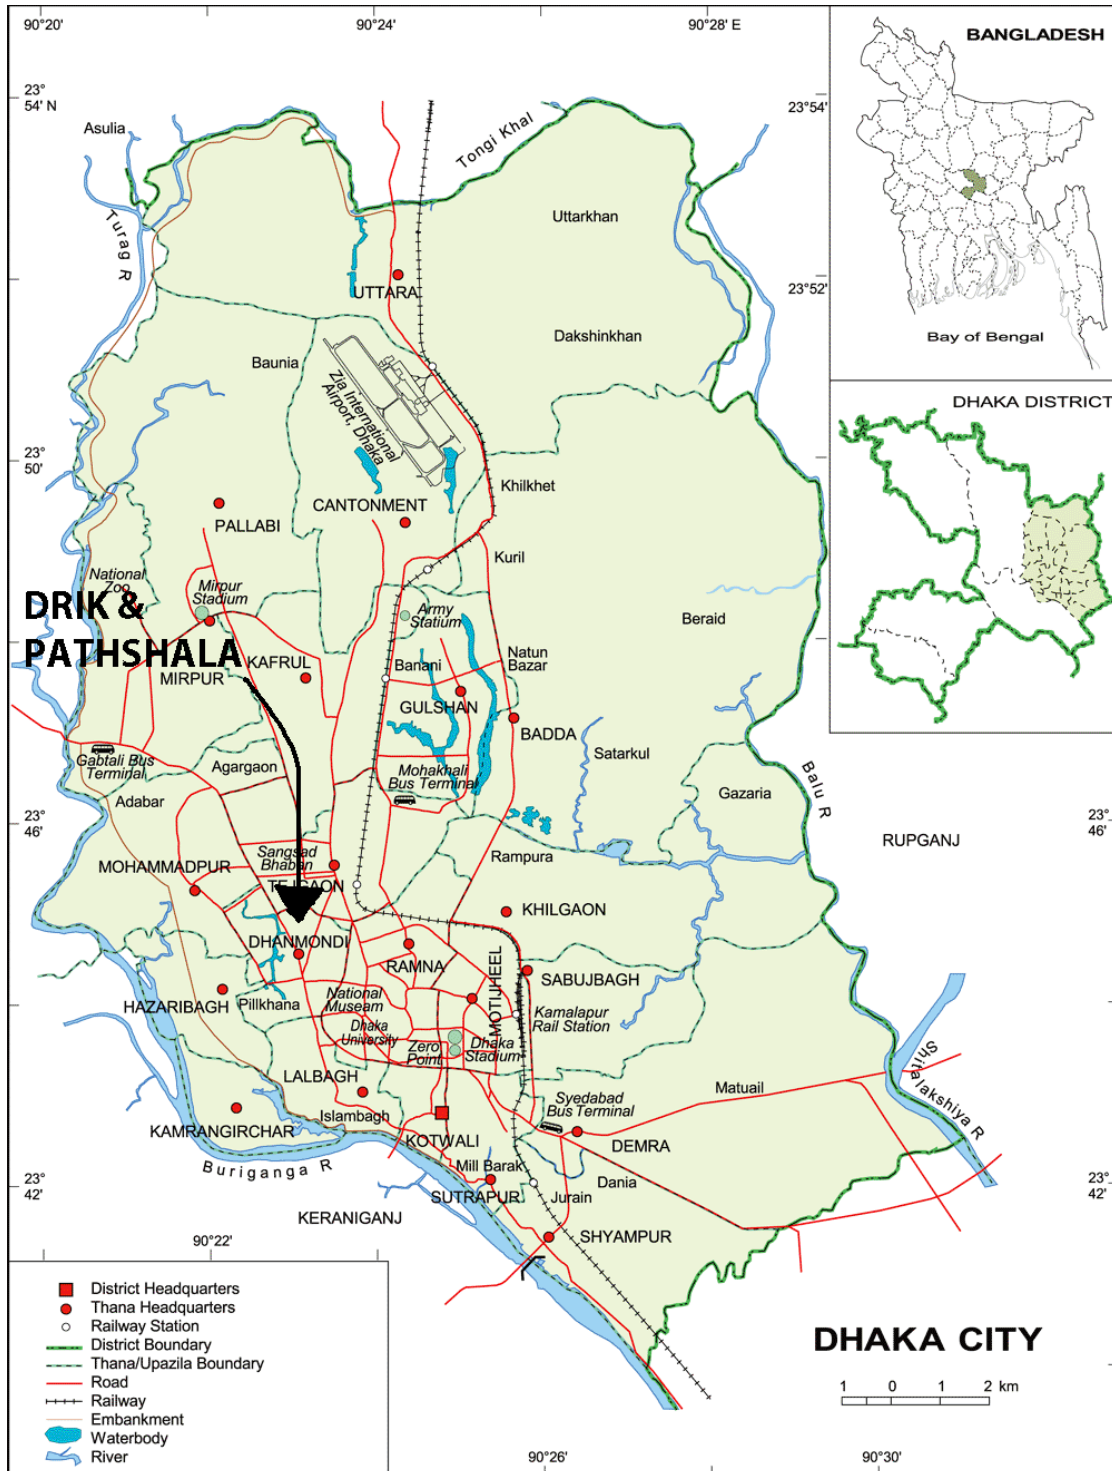 90°20'
90°24'
90°28' E
BANGLADESH
23°
54' N
23°54'
Asulia
Tongi Khal
Turag R
Uttarkhan
UTTARA
23°52'
Dakshinkhan
Bay of Bengal
Baunia
Zia International
Airport, Dhaka
DHAKA DISTRICT
23°
50'
Khilkhet
CANTONMENT
PALLABI
Kuril
National
Zoo
Mirpur
Stadium
Army
Statium
Beraid
DRIK &
PATHSHALA
Natun
Bazar
KAFRUL
Banani
MIRPUR
GULSHAN
BADDA
Satarkul
Gabtali Bus
Terminal
Agargaon
Mohakhali
Bus Terminal
Balu R
Adabar
Gazaria
23°
46'
23°
46'
RUPGANJ
Sangsad
Bhaban
Rampura
MOHAMMADPUR
TEJGAON
KHILGAON
DHANMONDI
RAMNA
MOTIJHEEL
SABUJBAGH
HAZARIBAGH
Pillkhana
National
Museam
Kamalapur
Rail Station
Dhaka
University
Zero
Point
Dhaka
Stadium
Shitalakshiya R
LALBAGH
Matuail
Syedabad
Bus Terminal
Islambagh
KAMRANGIRCHAR
KOTWALI
DEMRA
Buriganga R
Mill Barak
Dania
23°
42'
SUTRAPUR
Jurain
23°
42'
KERANIGANJ
SHYAMPUR
90°22'
District Headquarters
Thana Headquarters
Railway Station
District Boundary
Thana/Upazila Boundary
Road
Railway
Embankment
Waterbody
River
DHAKA CITY
1 0 1 2 km
90°26'
90°30'